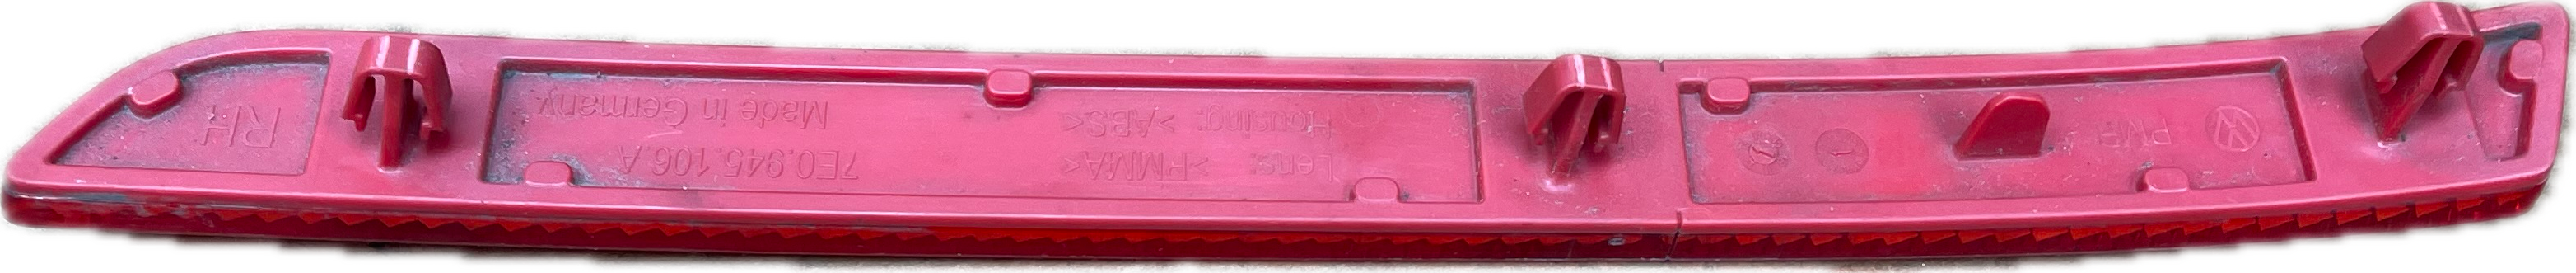 Lens: >PMMA<
Housing: >ABS<
7E0.945.106.A
Made in Germany
RH